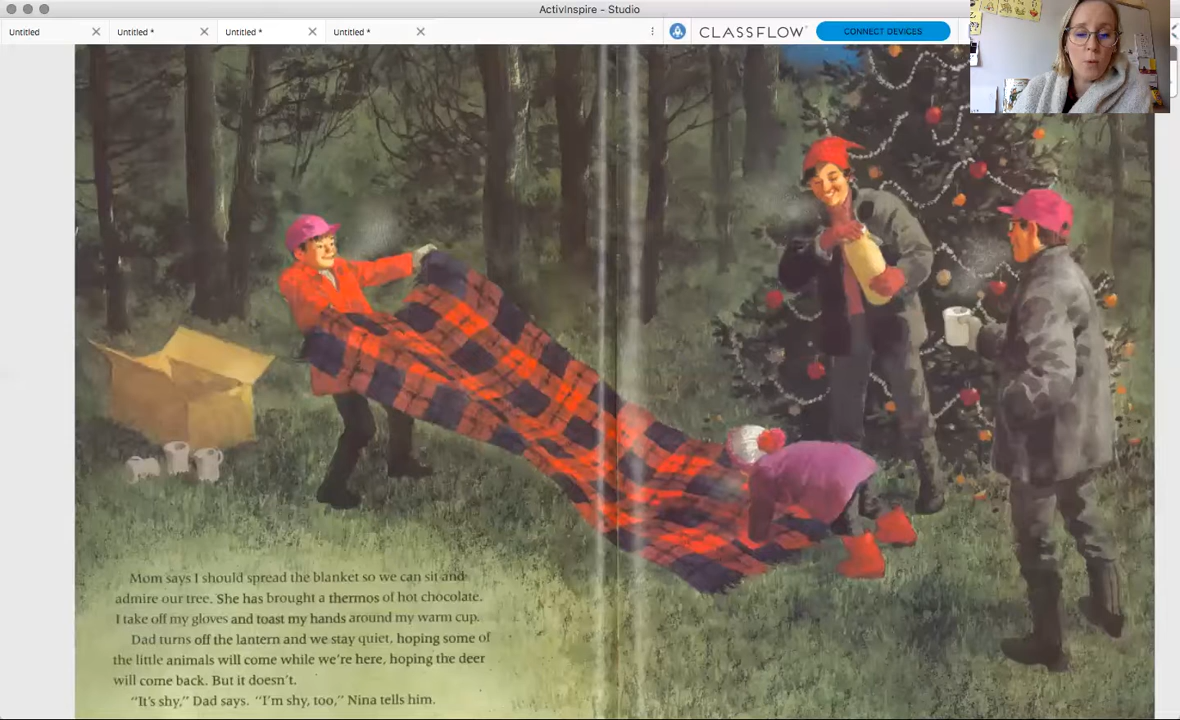 ActivInspire - Studio
Untitled
Untitled *
Untitled *
Untitled *
CLASSFLOW
CONNECT DEVICES
Mom says I should spread the blanket so we can sit and
admire our tree. She has brought a thermos of hot chocolate.
I take off my gloves and toast my hands around my warm cup.
Dad turns off the lantern and we stay quiet, hoping some of
the little animals will come while we're here, hoping the deer
will come back. But it doesn't.
"It's shy," Dad says. "I'm shy, too," Nina tells him.